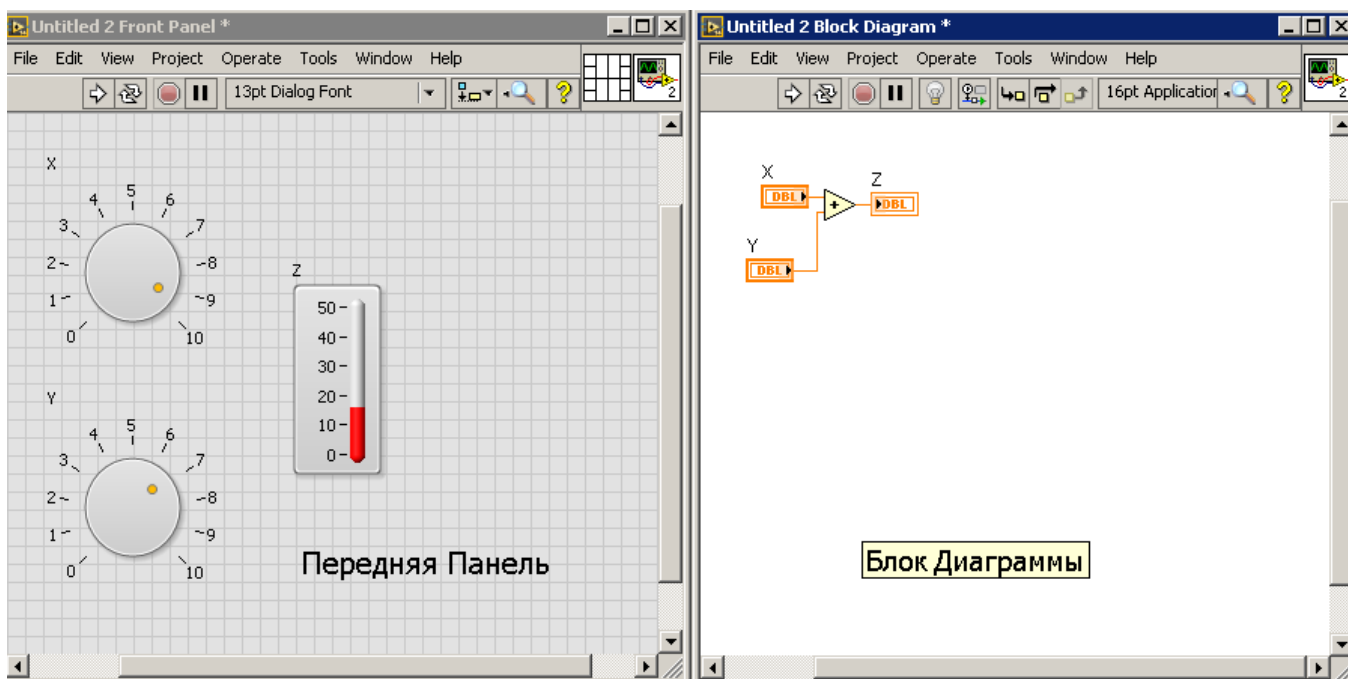 Untitled 2 Front Panel *
File Edit View Project Operate Tools Window Help
13pt Dialog Font
2
X
0 1 2 3 4 5 6 7 8 9 10
Y
0 1 2 3 4 5 6 7 8 9 10
Z
50
40
30
20
10
0
Передняя Панель
Untitled 2 Block Diagram *
File Edit View Project Operate Tools Window Help
16pt Application
2
X
DBL
+
Z
DBL
Y
DBL
Блок Диаграммы